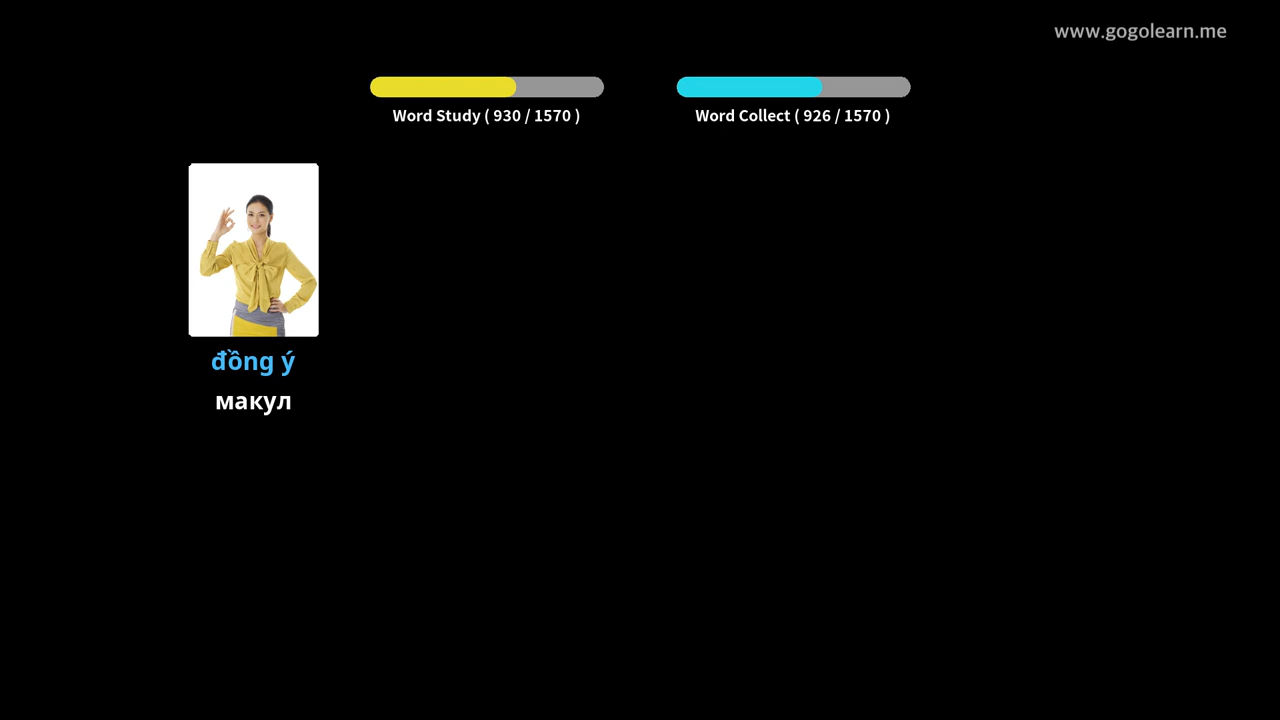 www.gogolearn.me
Word Study ( 930 / 1570 )
Word Collect ( 926 / 1570 )
đồng ý
макул